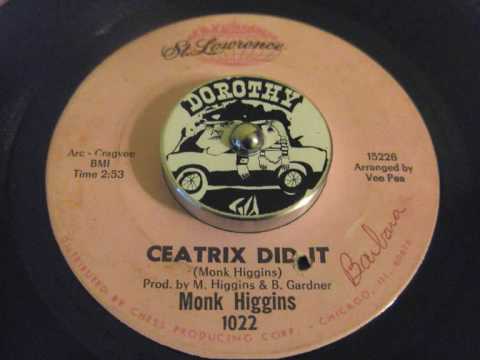 St. Lawrence
DOROTHY
Arc - Cragvee
BMI
Time 2:53
15226
Arranged by
Vee Pea
CEATRIX DID IT
(Monk Higgins)
Prod. by M. Higgins & B. Gardner
Monk Higgins
1022
Barbara
DISTRIBUTED BY CHESS PRODUCING CORP. - CHICAGO, ILL. 60616